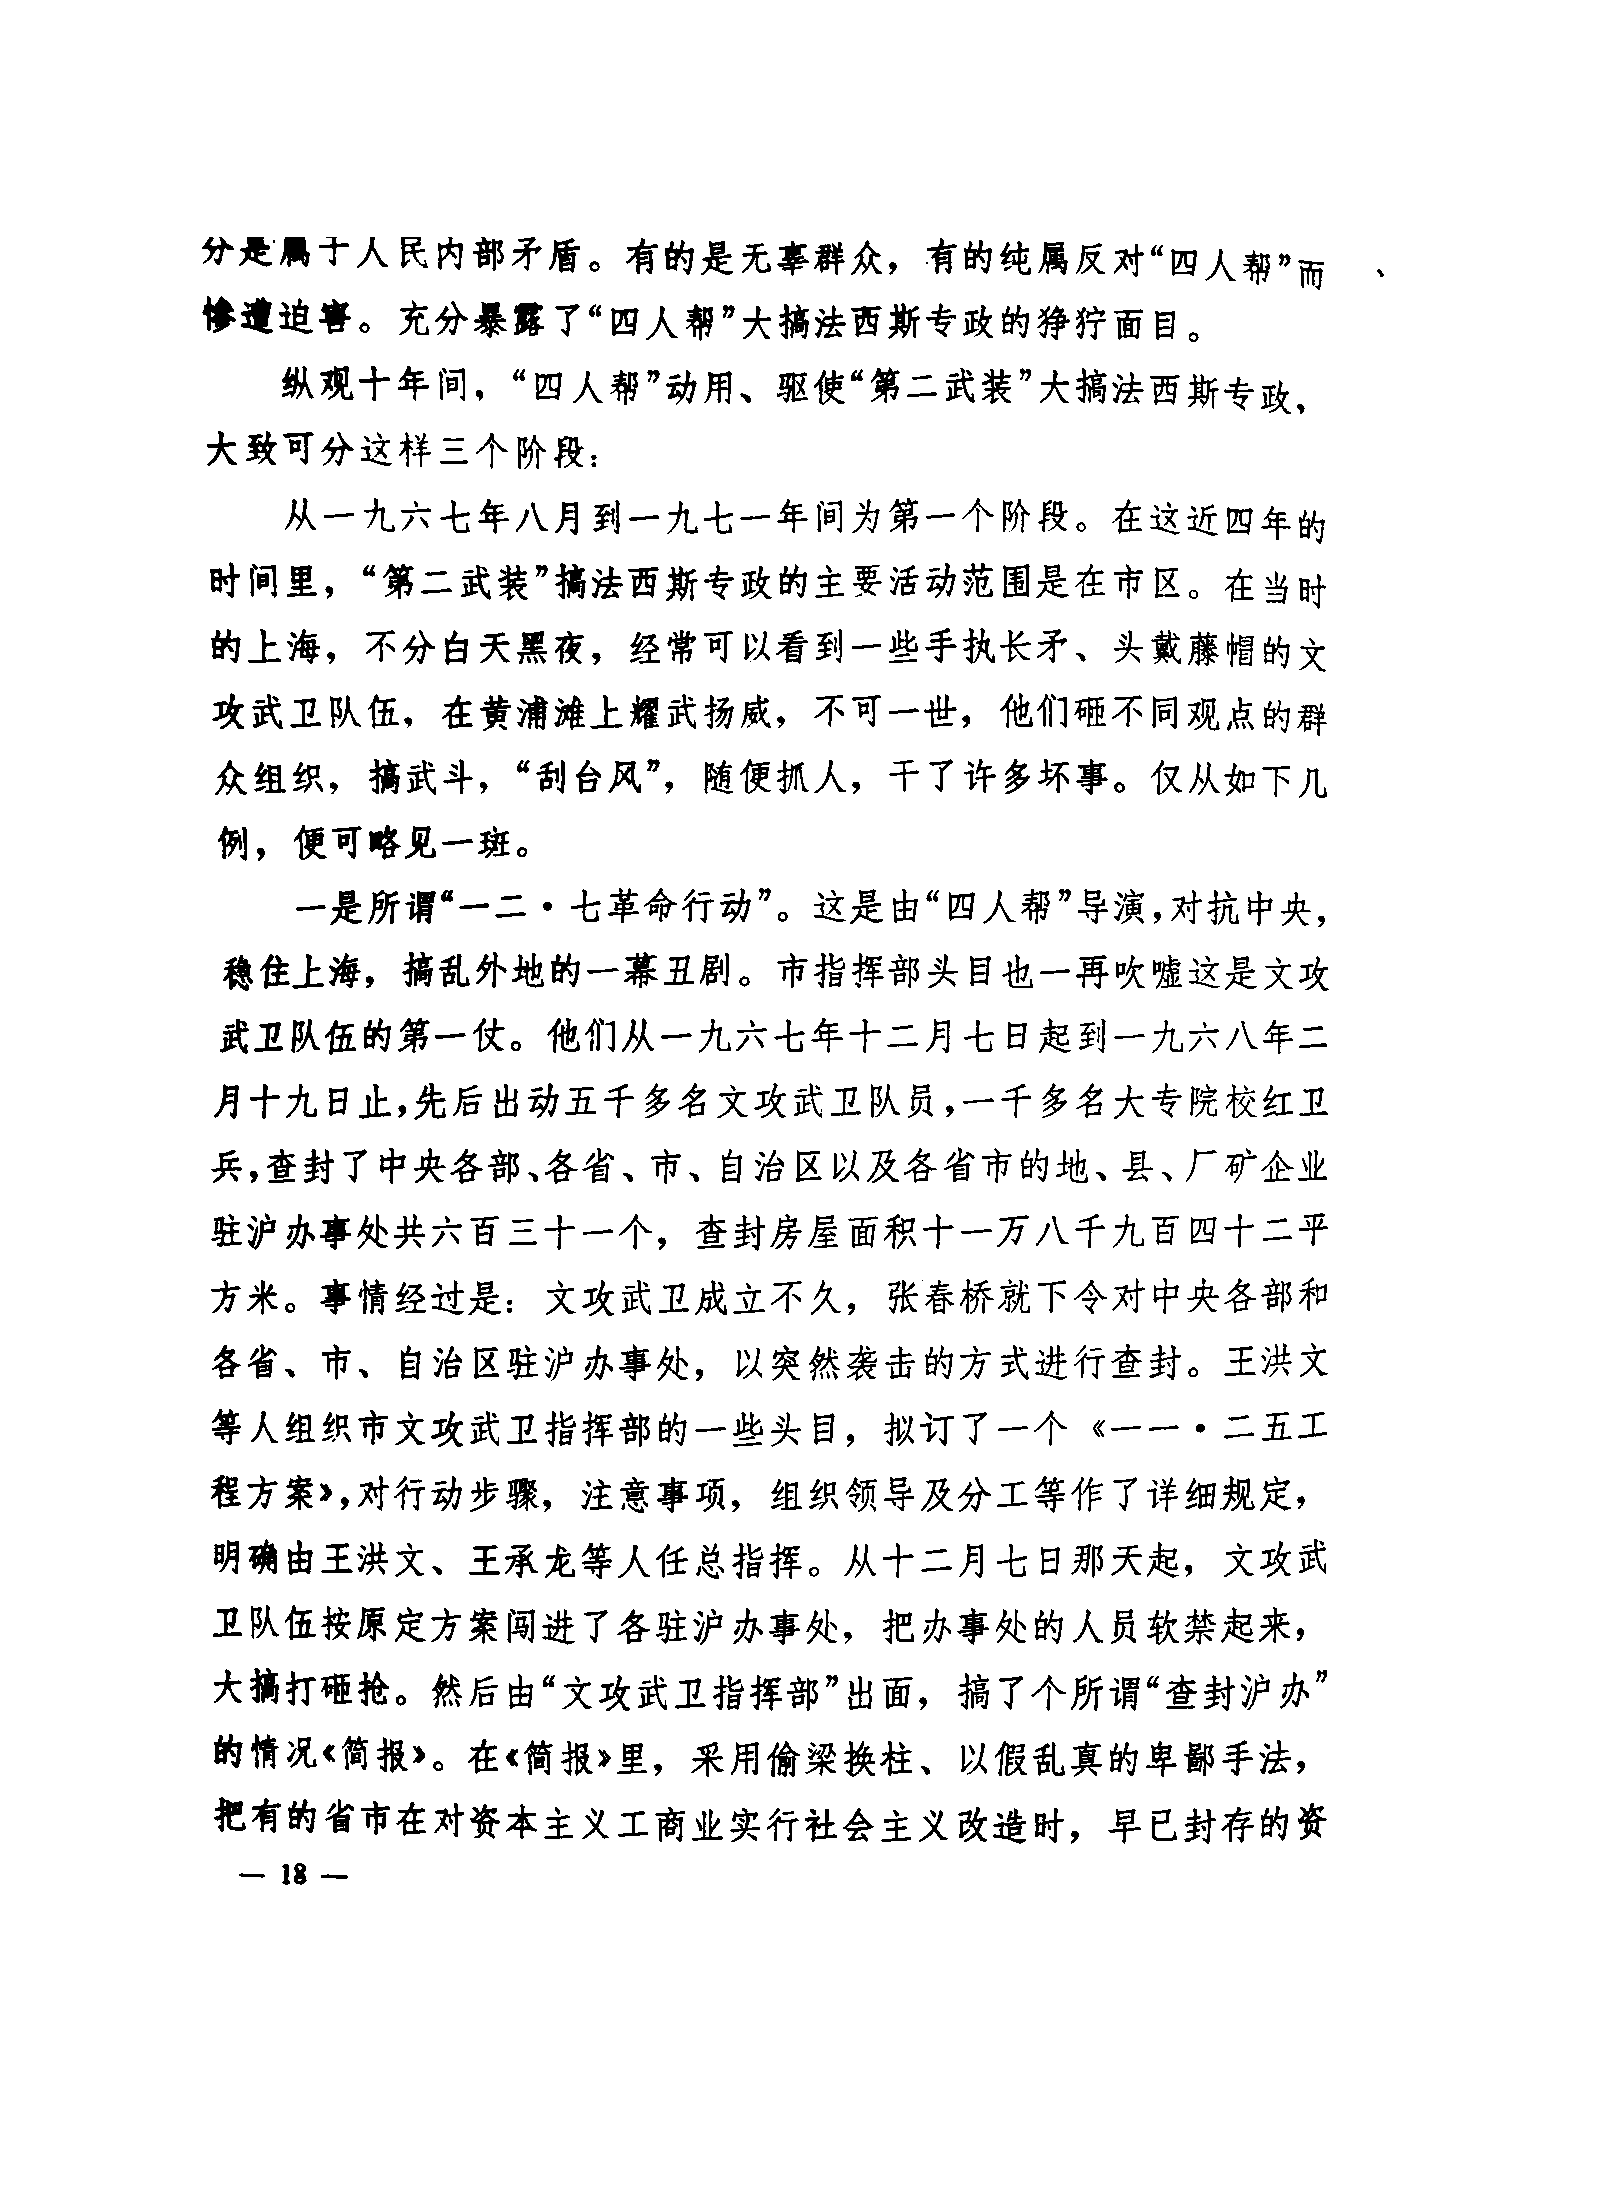 分是属于人民内部矛盾。有的是无辜群众，有的纯属反对“四人帮”而
惨遭迫害。充分暴露了“四人帮”大搞法西斯专政的狰狞面目。
纵观十年间，“四人帮”动用、驱使“第二武装”大搞法西斯专政，
大致可分这样三个阶段：
从一九六七年八月到一九七一年间为第一个阶段。在这近四年的
时间里，“第二武装”搞法西斯专政的主要活动范围是在市区。在当时
的上海，不分白天黑夜，经常可以看到一些手执长矛、头戴藤帽的文
攻武卫队伍，在黄浦滩上耀武扬威，不可一世，他们砸不同观点的群
众组织，搞武斗，“刮台风”，随便抓人，干了许多坏事。仅从如下几
例，便可略见一斑。
一是所谓“一二·七革命行动”。这是由“四人帮”导演，对抗中央，
稳住上海，搞乱外地的一幕丑剧。市指挥部头目也一再吹嘘这是文攻
武卫队伍的第一仗。他们从一九六七年十二月七日起到一九六八年二
月十九日止，先后出动五千多名文攻武卫队员，一千多名大专院校红卫
兵，查封了中央各部、各省、市、自治区以及各省市的地、县、厂矿企业
驻沪办事处共六百三十一个，查封房屋面积十一万八千九百四十二平
方米。事情经过是：文攻武卫成立不久，张春桥就下令对中央各部和
各省、市、自治区驻沪办事处，以突然袭击的方式进行查封。王洪文
等人组织市文攻武卫指挥部的一些头目，拟订了一个《一一·二五工
程方案》，对行动步骤，注意事项，组织领导及分工等作了详细规定，
明确由王洪文、王承龙等人任总指挥。从十二月七日那天起，文攻武
卫队伍按原定方案闯进了各驻沪办事处，把办事处的人员软禁起来，
大搞打砸抢。然后由“文攻武卫指挥部”出面，搞了个所谓“查封沪办”
的情况《简报》。在《简报》里，采用偷梁换柱、以假乱真的卑鄙手法，
把有的省市在对资本主义工商业实行社会主义改造时，早已封存的资
— 18 —